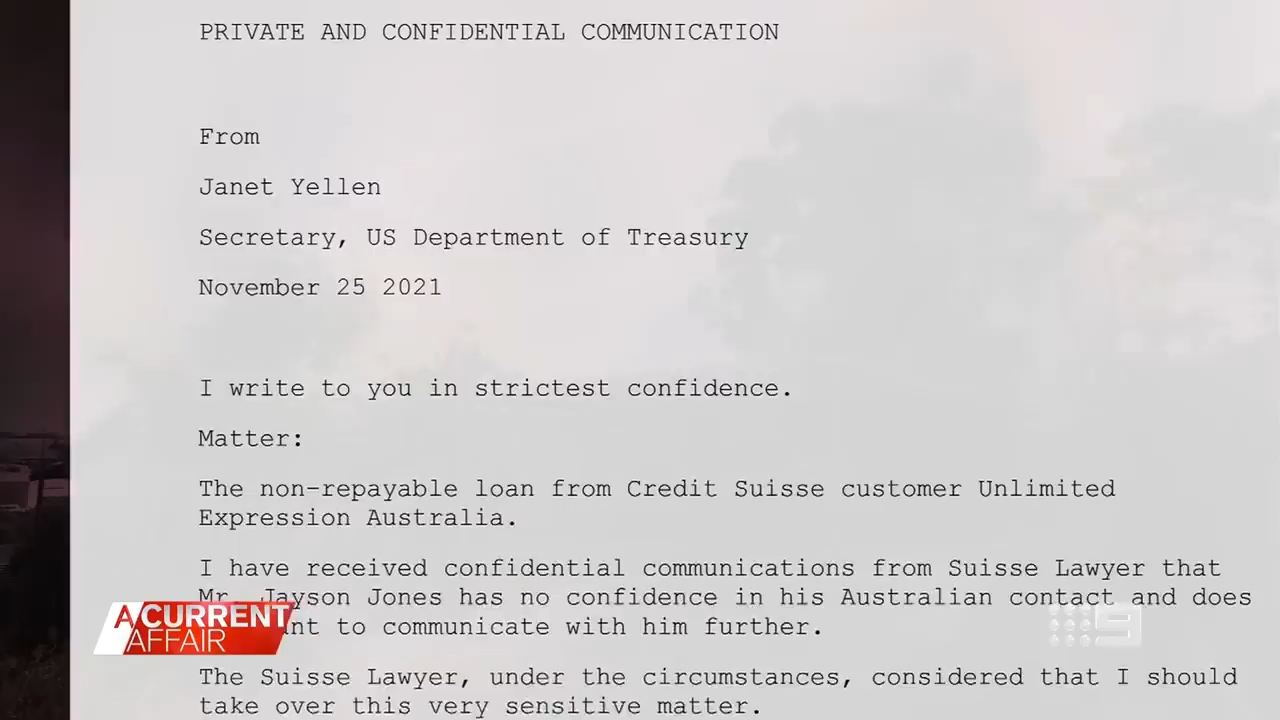 PRIVATE AND CONFIDENTIAL COMMUNICATION
From
Janet Yellen
Secretary, US Department of Treasury
November 25 2021
I write to you in strictest confidence.
Matter:
The non-repayable loan from Credit Suisse customer Unlimited
Expression Australia.
I have received confidential communications from Suisse Lawyer that
Mr. Jayson Jones has no confidence in his Australian contact and does
to communicate with him further.
The Suisse Lawyer, under the circumstances, considered that I should
take over this very sensitive matter.
A CURRENT
AFFAIR
9